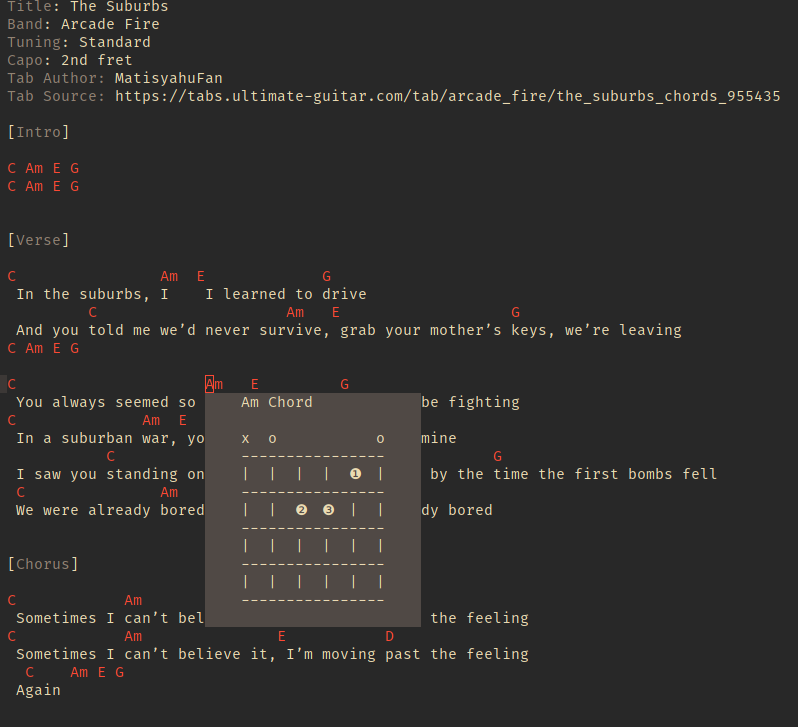 Title: The Suburbs
Band: Arcade Fire
Tuning: Standard
Capo: 2nd fret
Tab Author: MatisyahuFan
Tab Source: https://tabs.ultimate-guitar.com/tab/arcade_fire/the_suburbs_chords_955435
[Intro]
C Am E G
C Am E G
[Verse]
C Am E G
In the suburbs, I I learned to drive
C Am E G
And you told me we’d never survive, grab your mother’s keys, we’re leaving
C Am E G
C Am E G
You always seemed so be fighting
C Am E
In a suburban war, yo mine
C G
I saw you standing on by the time the first bombs fell
C Am
We were already bored dy bored
Am Chord
x o o
----------------
| | | | ❶ |
----------------
| | ❷ ❸ | |
----------------
| | | | | |
----------------
| | | | | |
----------------
[Chorus]
C Am
Sometimes I can’t bel the feeling
C Am E D
Sometimes I can’t believe it, I’m moving past the feeling
C Am E G
Again